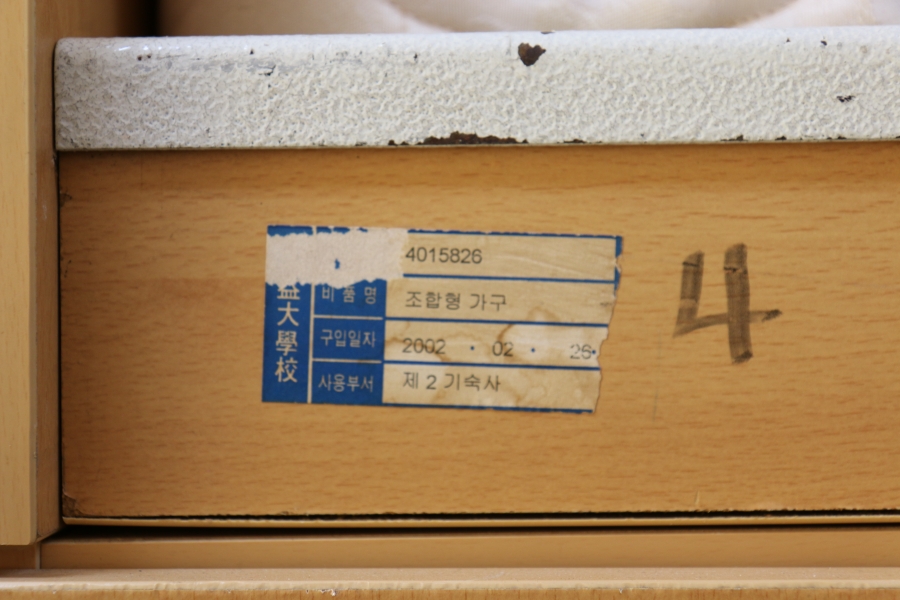 益大學校
4015826
비품명 조합형 가구
구입일자 2002 · 02 · 26
사용부서 제 2 기숙사
4